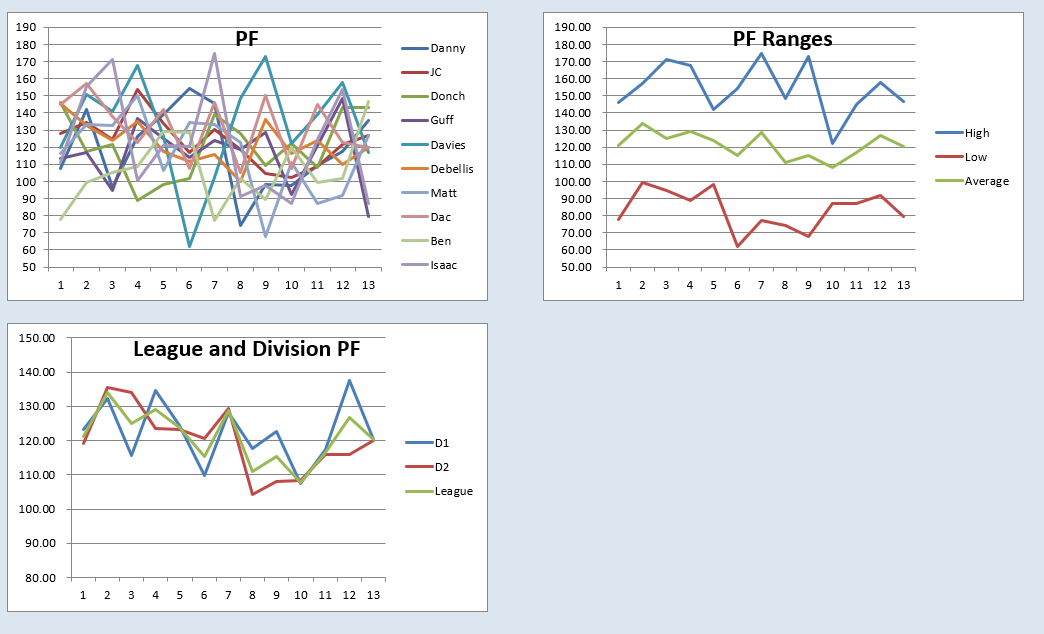 PF
190
180
170
160
150
140
130
120
110
100
90
80
70
60
50
1 2 3 4 5 6 7 8 9 10 11 12 13
Danny
JC
Donch
Guff
Davies
Debellis
Matt
Dac
Ben
Isaac
PF Ranges
190.00
180.00
170.00
160.00
150.00
140.00
130.00
120.00
110.00
100.00
90.00
80.00
70.00
60.00
50.00
1 2 3 4 5 6 7 8 9 10 11 12 13
High
Low
Average
League and Division PF
150.00
140.00
130.00
120.00
110.00
100.00
90.00
80.00
1 2 3 4 5 6 7 8 9 10 11 12 13
D1
D2
League